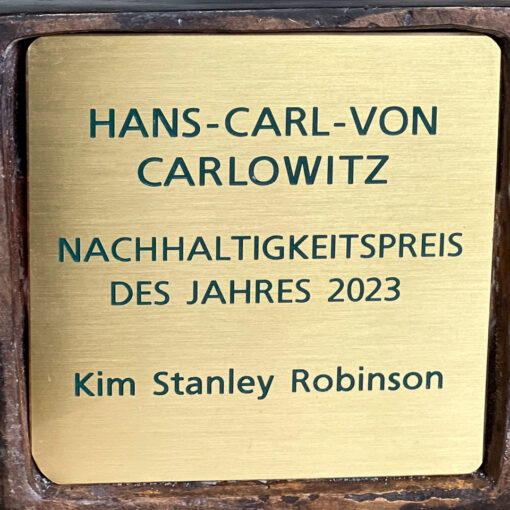 HANS-CARL-VON
CARLOWITZ
NACHHALTIGKEITSPREIS
DES JAHRES 2023
Kim Stanley Robinson